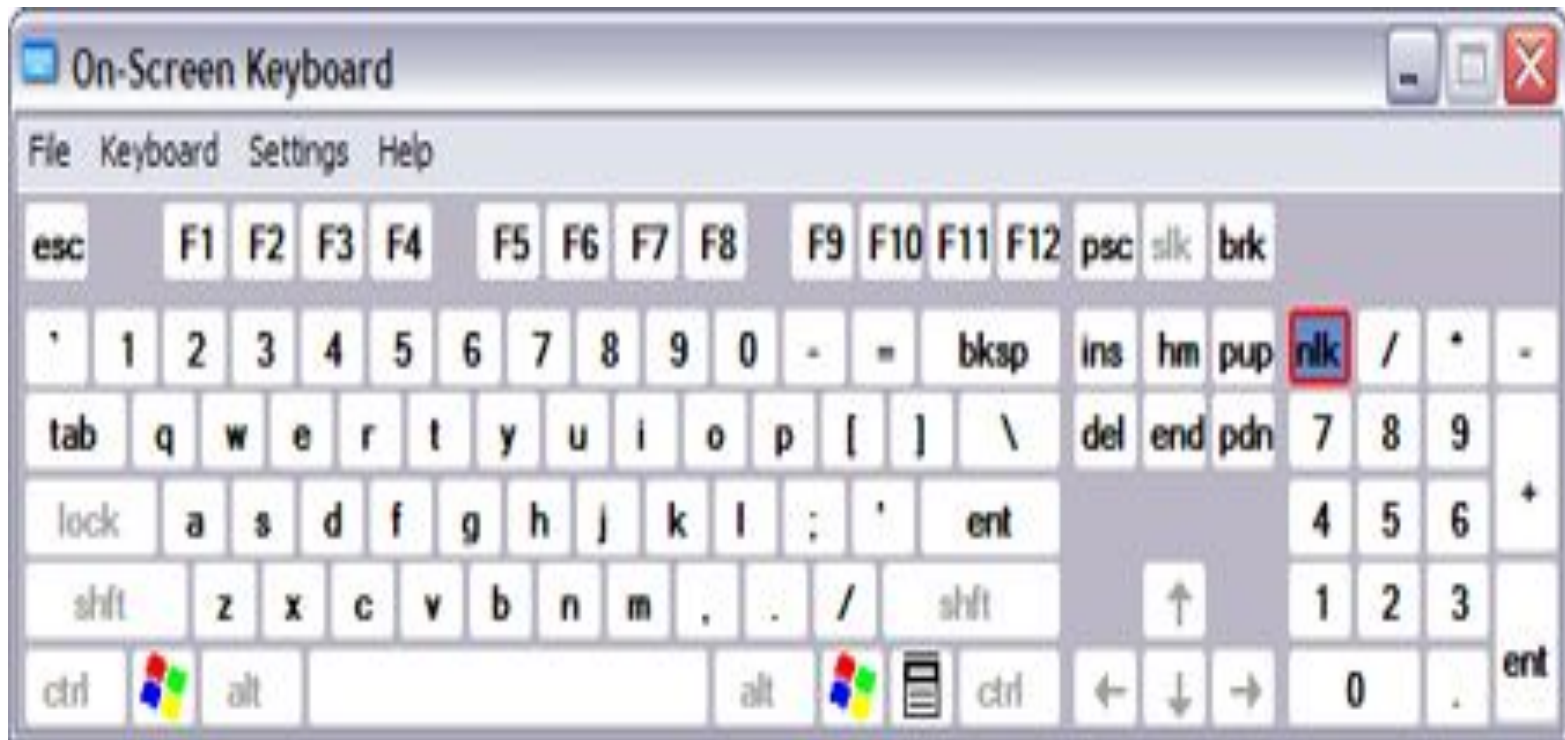 On-Screen Keyboard
File Keyboard Settings Help
esc F1 F2 F3 F4 F5 F6 F7 F8 F9 F10 F11 F12 psc slk brk
` 1 2 3 4 5 6 7 8 9 0 - = bksp ins hm pup nlk / * -
tab q w e r t y u i o p [ ] \ del end pdn 7 8 9 +
lock a s d f g h j k l ; ' ent 4 5 6
shft z x c v b n m , . / shft ↑ 1 2 3 ent
ctrl alt alt ctrl ← ↓ → 0 .